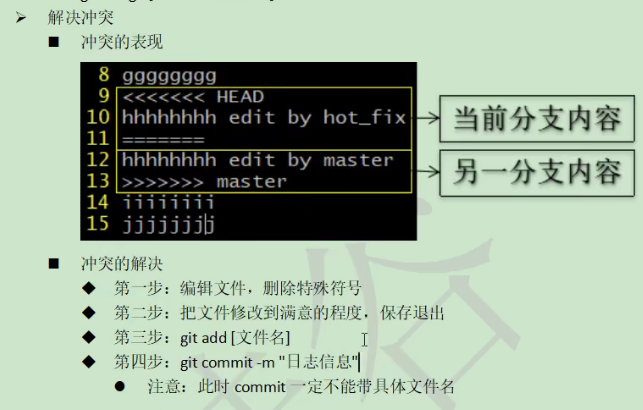 ➢ 解决冲突
■ 冲突的表现
8 gggggggg
9 <<<<<<< HEAD
10 hhhhhhhh edit by hot_fix
11 =======
当前分支内容
12 hhhhhhhh edit by master
13 >>>>>>> master
另一分支内容
14 iiiiiiii
15 jjjjjjjj
■ 冲突的解决
◆ 第一步：编辑文件，删除特殊符号
◆ 第二步：把文件修改到满意的程度，保存退出
◆ 第三步：git add [文件名]
◆ 第四步：git commit -m "日志信息"
● 注意：此时 commit 一定不能带具体文件名